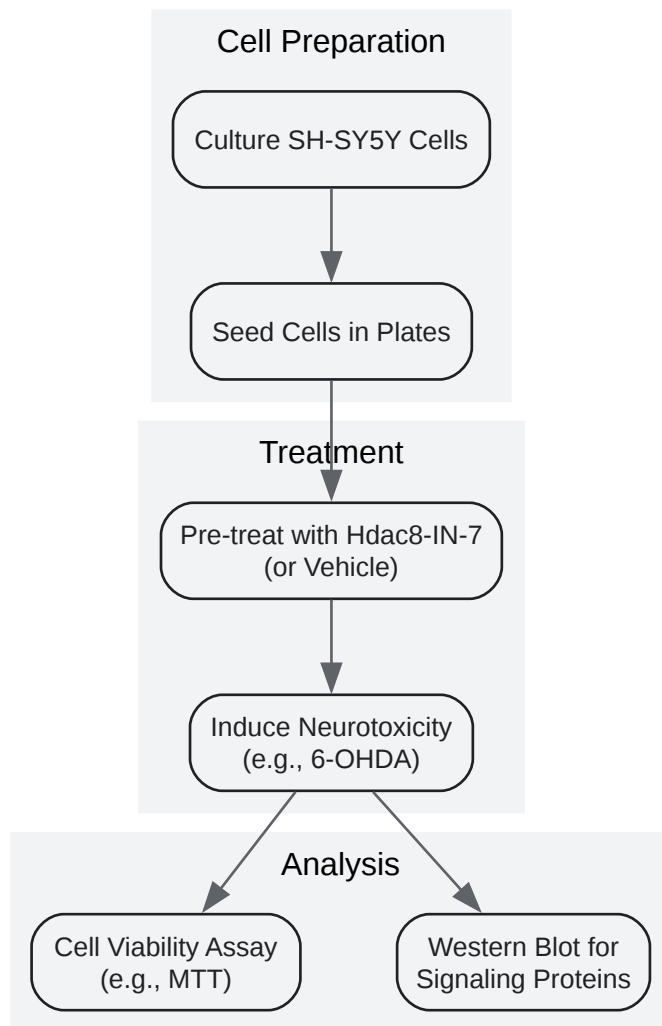 Cell Preparation
Culture SH-SY5Y Cells
Seed Cells in Plates
Treatment
Pre-treat with Hdac8-IN-7
(or Vehicle)
Induce Neurotoxicity
(e.g., 6-OHDA)
Analysis
Cell Viability Assay
(e.g., MTT)
Western Blot for
Signaling Proteins